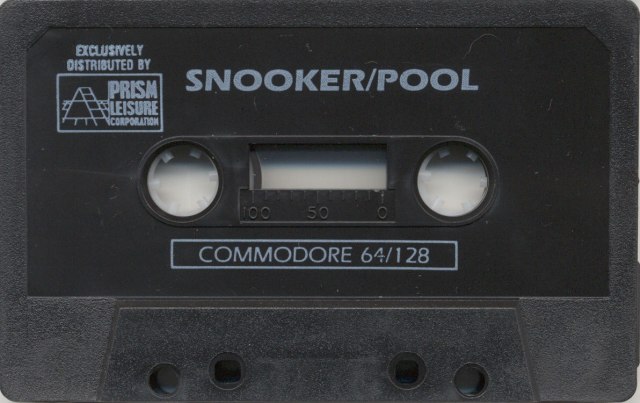 EXCLUSIVELY
DISTRIBUTED BY
PRISM
LEISURE
CORPORATION
SNOOKER/POOL
100 50 0
COMMODORE 64/128